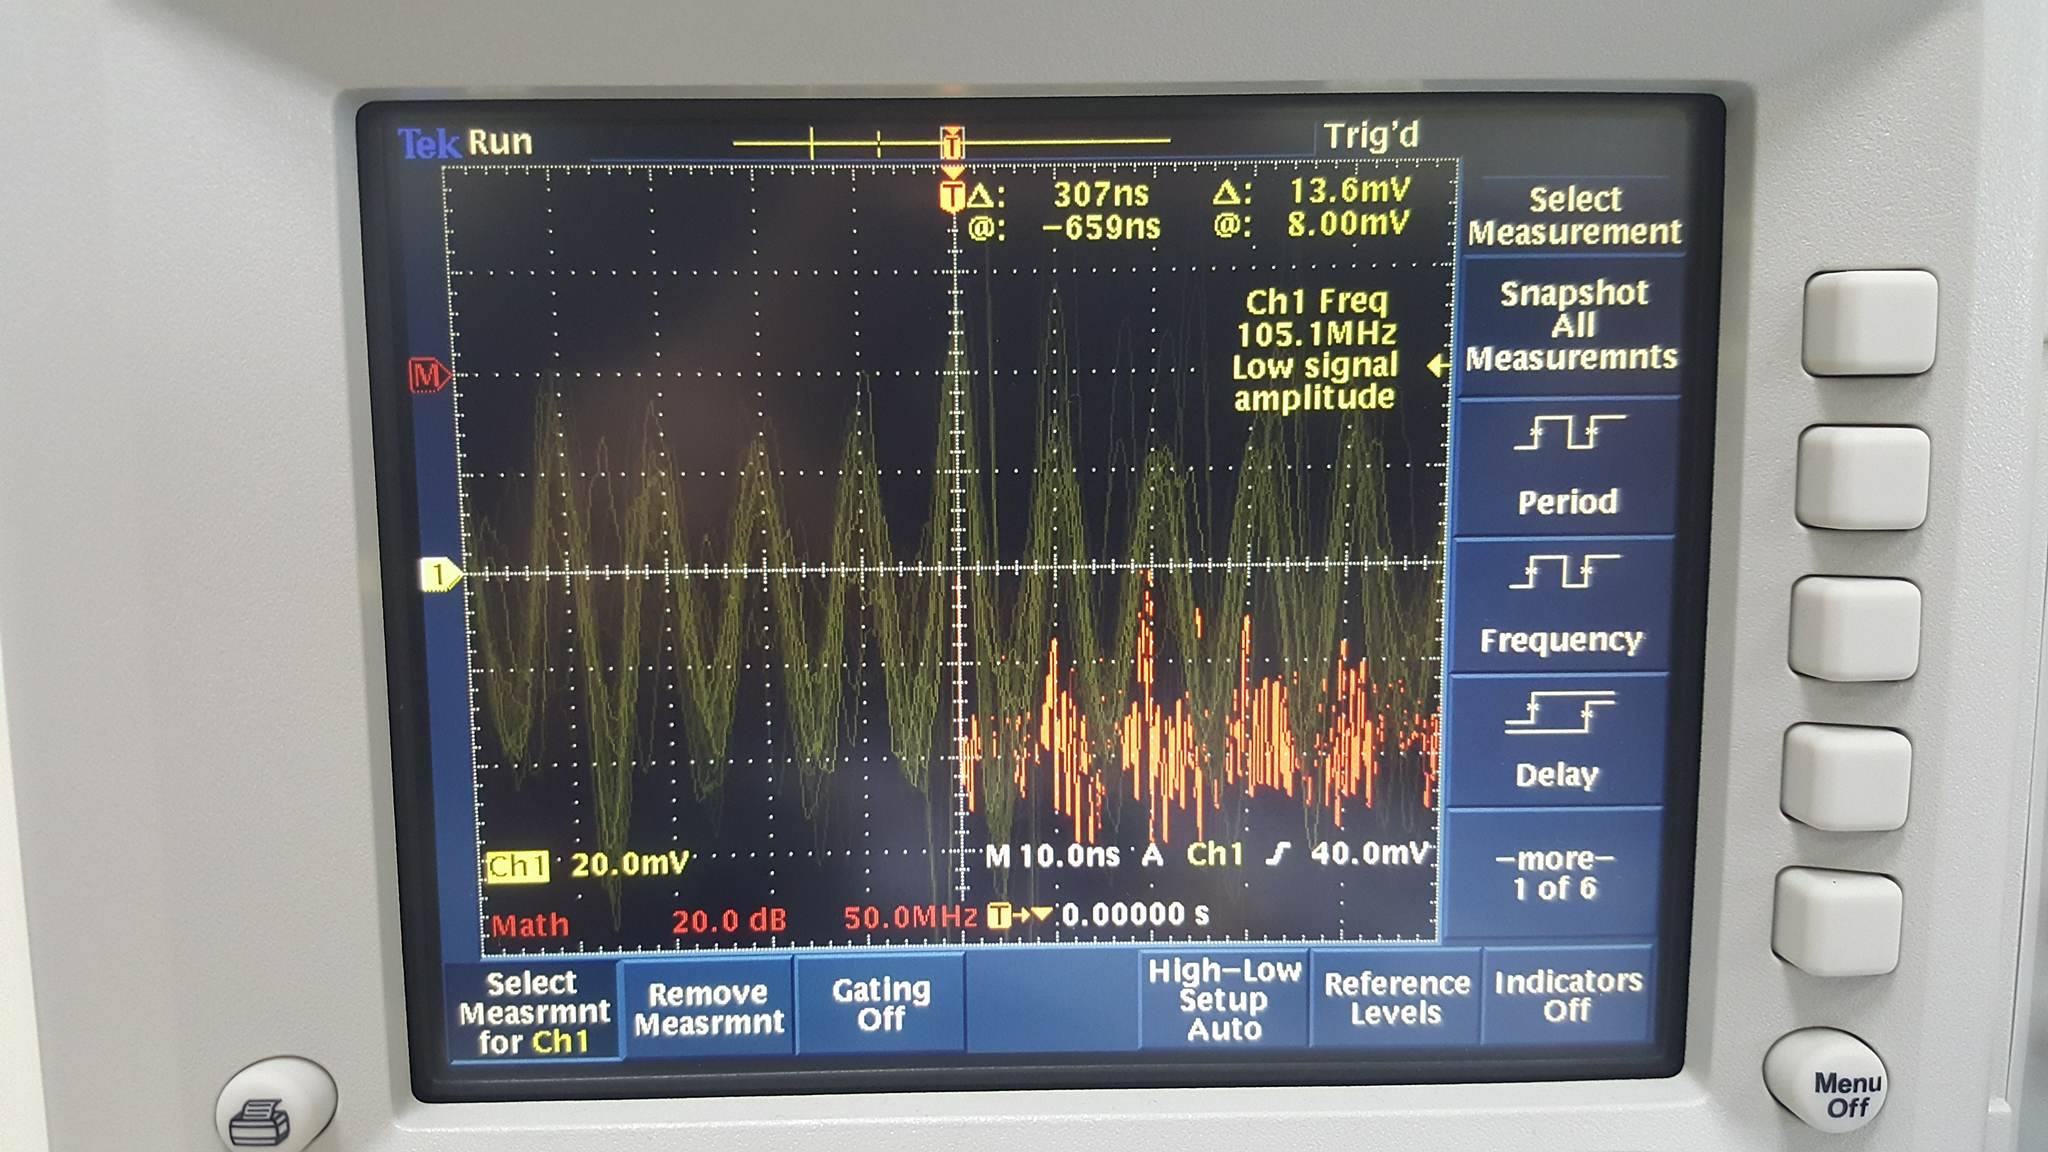 Tek Run
Trig'd
T
T
Δ: 307ns Δ: 13.6mV
@: −659ns @: 8.00mV
Ch1 Freq
105.1MHz
Low signal
amplitude
M
1
Ch1 20.0mV
M 10.0ns A Ch1 40.0mV
Math 20.0 dB 50.0MHz
T 0.00000 s
Select
Measurement
Snapshot
All
Measuremnts
Period
Frequency
Delay
−more−
1 of 6
Select
Measrmnt
for Ch1
Remove
Measrmnt
Gating
Off
High−Low
Setup
Auto
Reference
Levels
Indicators
Off
Menu
Off